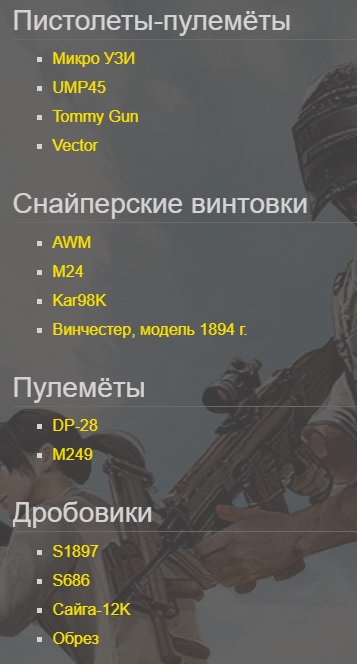 Пистолеты-пулемёты
Микро УЗИ
UMP45
Tommy Gun
Vector
Снайперские винтовки
AWM
M24
Kar98K
Винчестер, модель 1894 г.
Пулемёты
DP-28
M249
Дробовики
S1897
S686
Сайга-12К
Обрез